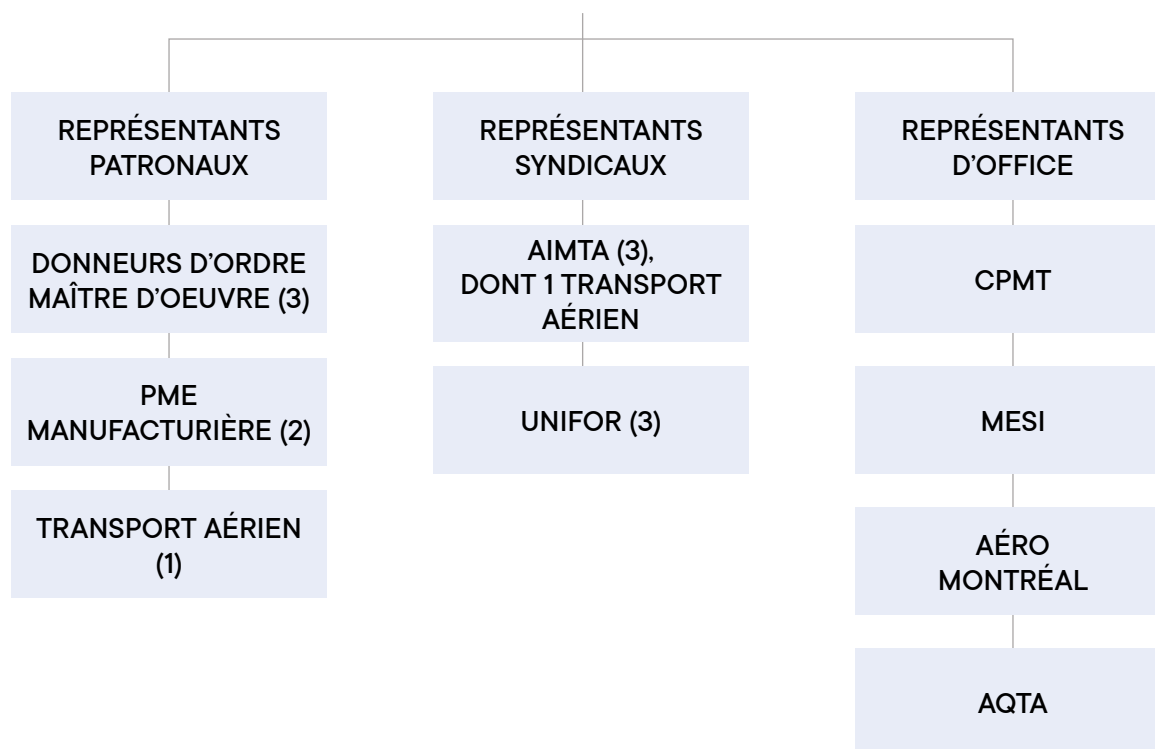 REPRÉSENTANTS
PATRONAUX
DONNEURS D’ORDRE
MAÎTRE D’OEUVRE (3)
PME
MANUFACTURIÈRE (2)
TRANSPORT AÉRIEN
(1)
REPRÉSENTANTS
SYNDICAUX
AIMTA (3),
DONT 1 TRANSPORT
AÉRIEN
UNIFOR (3)
REPRÉSENTANTS
D’OFFICE
CPMT
MESI
AÉRO
MONTRÉAL
AQTA